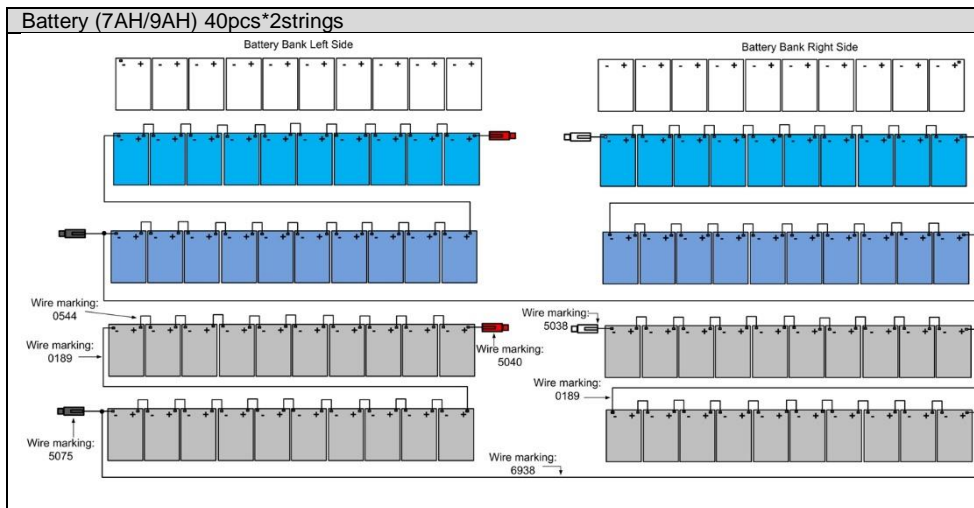 Battery (7AH/9AH) 40pcs*2strings
Battery Bank Left Side
Battery Bank Right Side
- + - + - + - + - + - + - + - + - + - +
- + - + - + - + - + - + - + - + - + - +
- + - + - + - + - + - + - + - + - + - +
- + - + - + - + - + - + - + - + - + - +
- + - + - + - + - + - + - + - + - + - +
- + - + - + - + - + - + - + - + - + - +
Wire marking:
0544
Wire marking:
5038
Wire marking:
0189
Wire marking:
5040
Wire marking:
0189
Wire marking:
5075
Wire marking:
6938